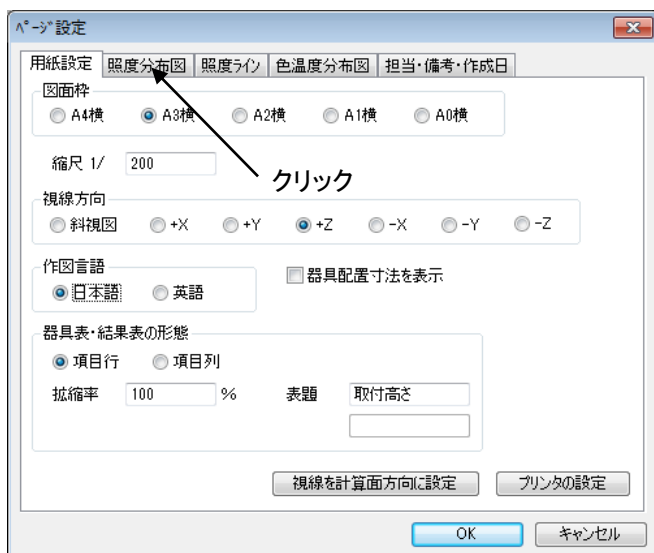 ﾍﾟｰｼﾞ設定
用紙設定 照度分布図 照度ﾗｲﾝ 色温度分布図 担当・備考・作成日
図面枠
A4横 A3横 A2横 A1横 A0横
縮尺 1/ 200
クリック
視線方向
斜視図 +X +Y +Z -X -Y -Z
作図言語
日本語 英語
器具配置寸法を表示
器具表・結果表の形態
項目行 項目列
拡縮率 100 % 表題 取付高さ
視線を計算面方向に設定 プリンタの設定
OK キャンセル